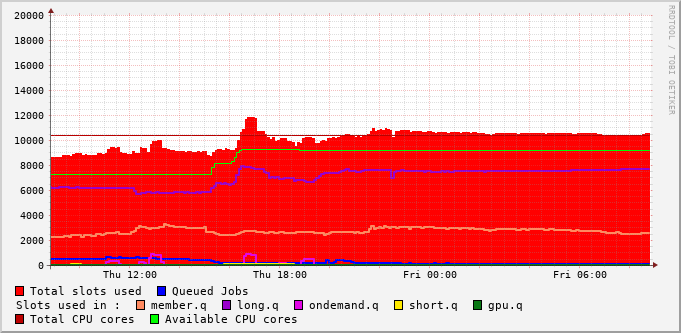 20000
18000
16000
14000
12000
10000
8000
6000
4000
2000
0
Thu 12:00 Thu 18:00 Fri 00:00 Fri 06:00
RRDTOOL / TOBI OETIKER
Total slots used Queued Jobs
Slots used in : member.q long.q ondemand.q short.q gpu.q
Total CPU cores Available CPU cores